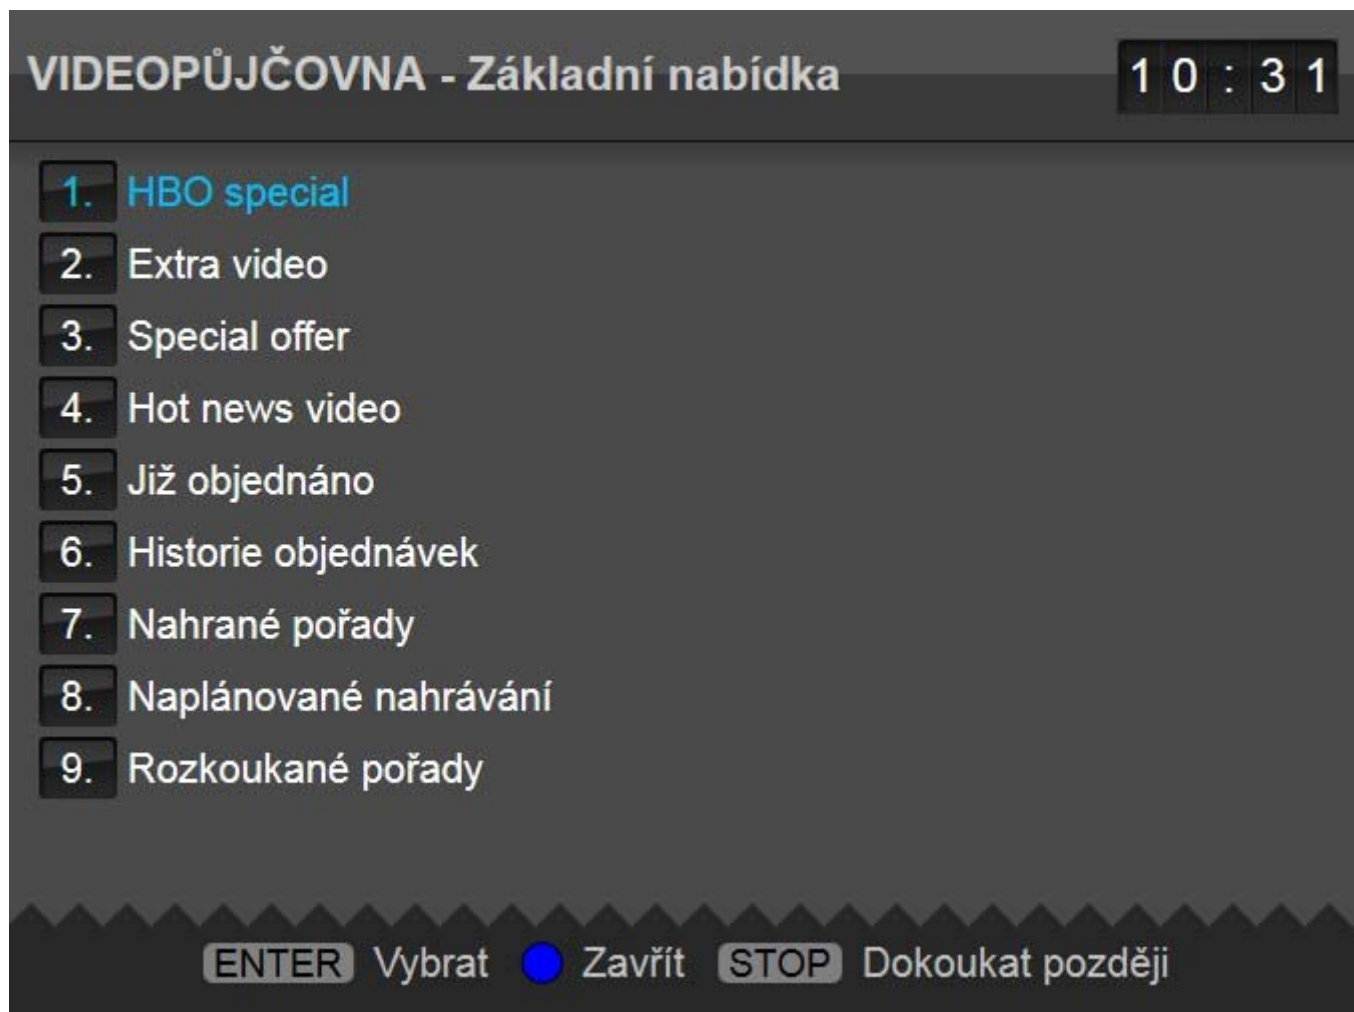 VIDEOPŮJČOVNA - Základní nabídka 10:31
1. HBO special
2. Extra video
3. Special offer
4. Hot news video
5. Již objednáno
6. Historie objednávek
7. Nahrané pořady
8. Naplánované nahrávání
9. Rozkoukané pořady
ENTER Vybrat Zavřít STOP Dokoukat později